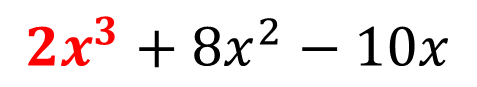 2x³ + 8x² − 10x